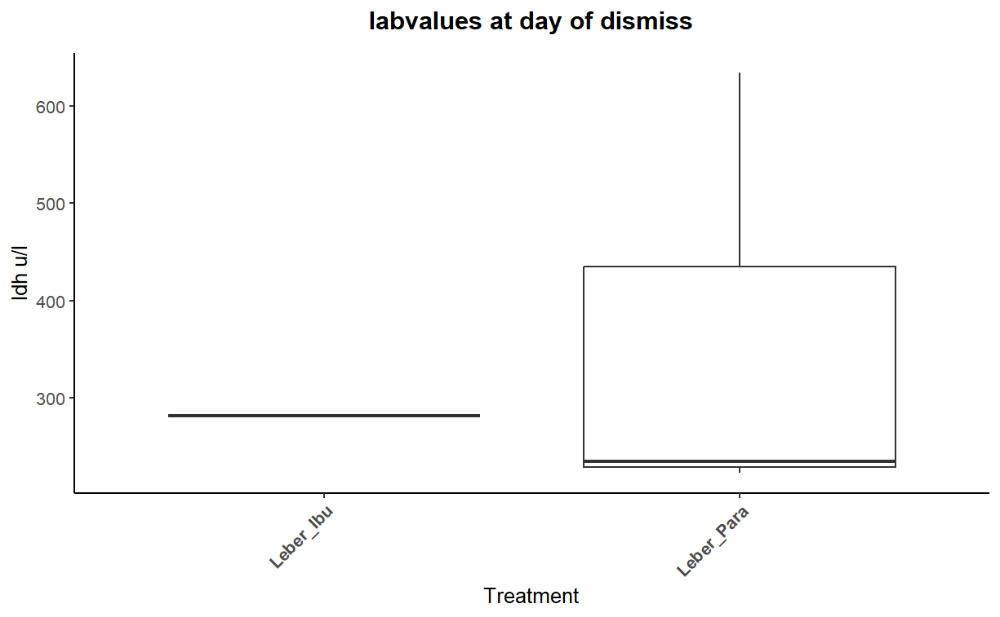 labvalues at day of dismiss
ldh u/l
600
500
400
300
Leber_Ibu
Leber_Para
Treatment